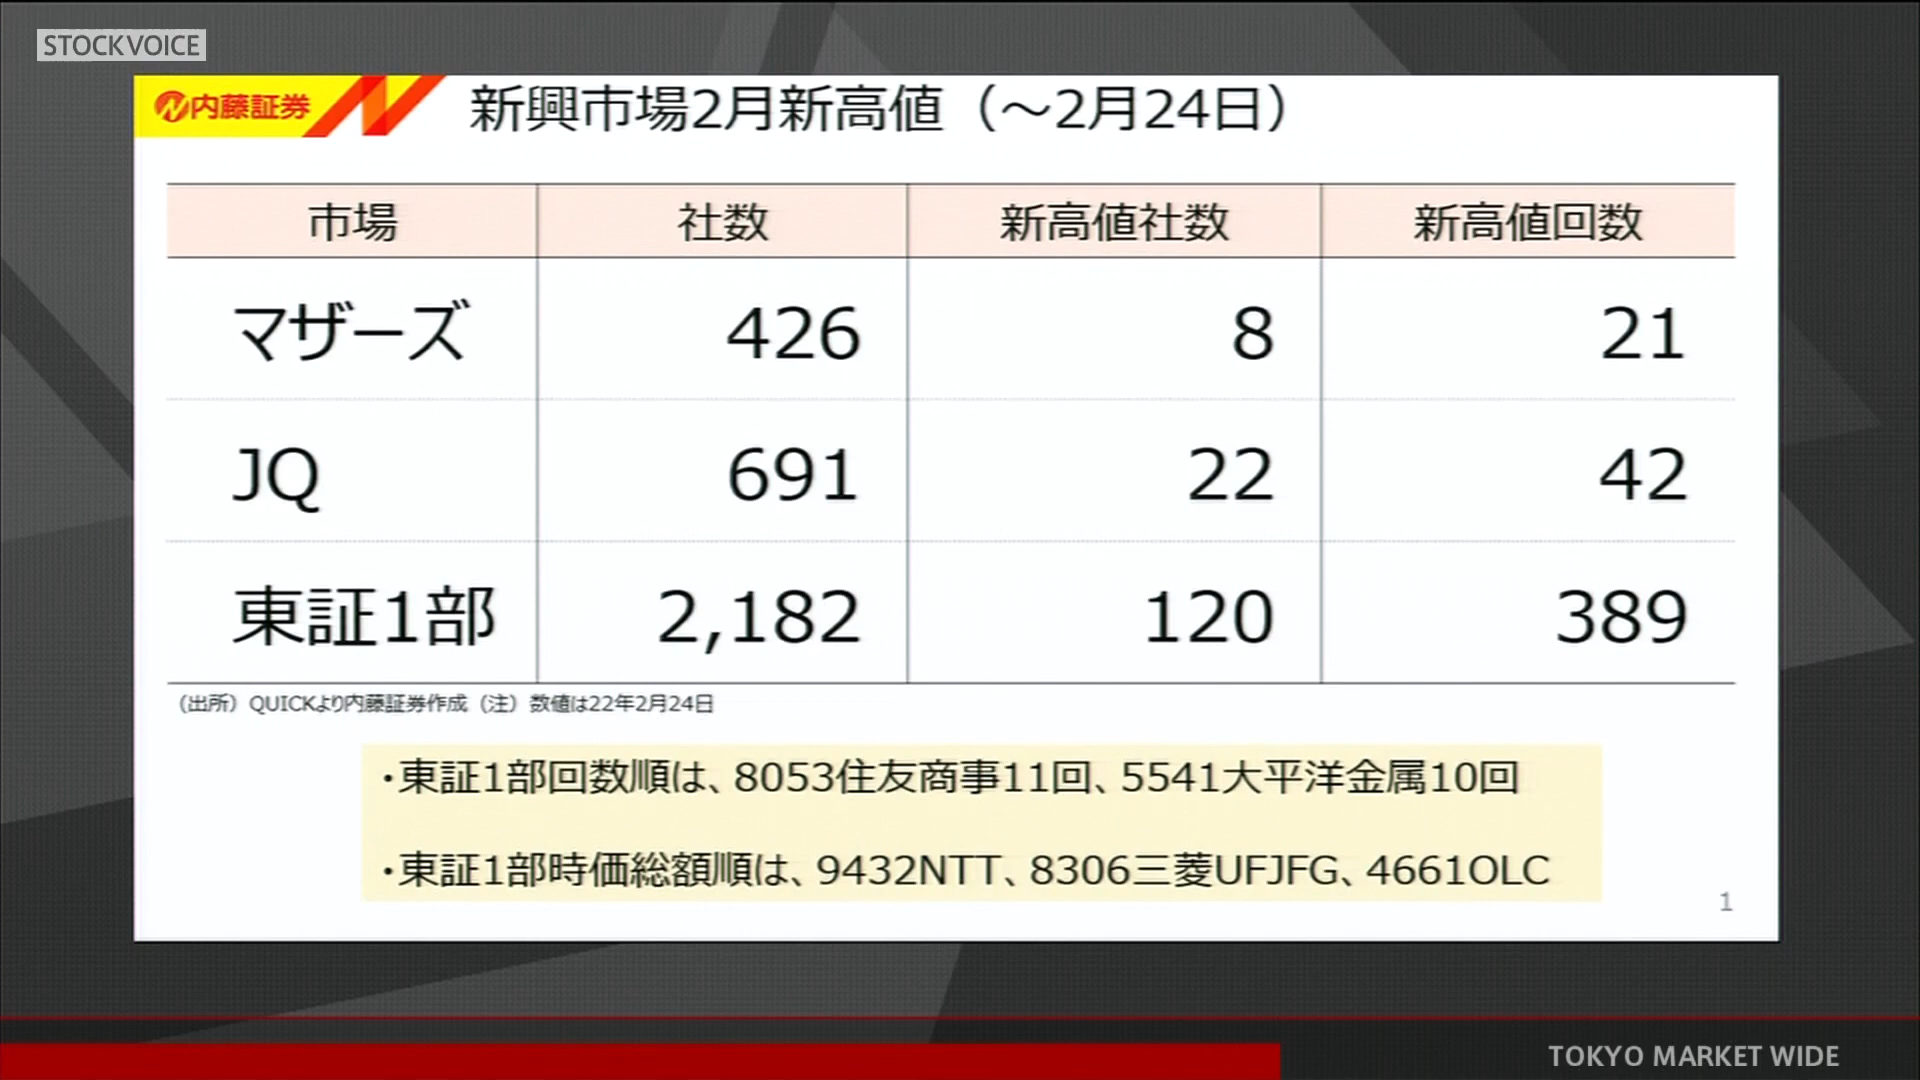 STOCKVOICE
内藤証券
新興市場2月新高値（～2月24日）
市場 社数 新高値社数 新高値回数
マザーズ 426 8 21
JQ 691 22 42
東証1部 2,182 120 389
（出所）QUICKより内藤証券作成（注）数値は22年2月24日
・東証1部回数順は、8053住友商事11回、5541大平洋金属10回
・東証1部時価総額順は、9432NTT、8306三菱UFJFG、4661OLC
1
TOKYO MARKET WIDE